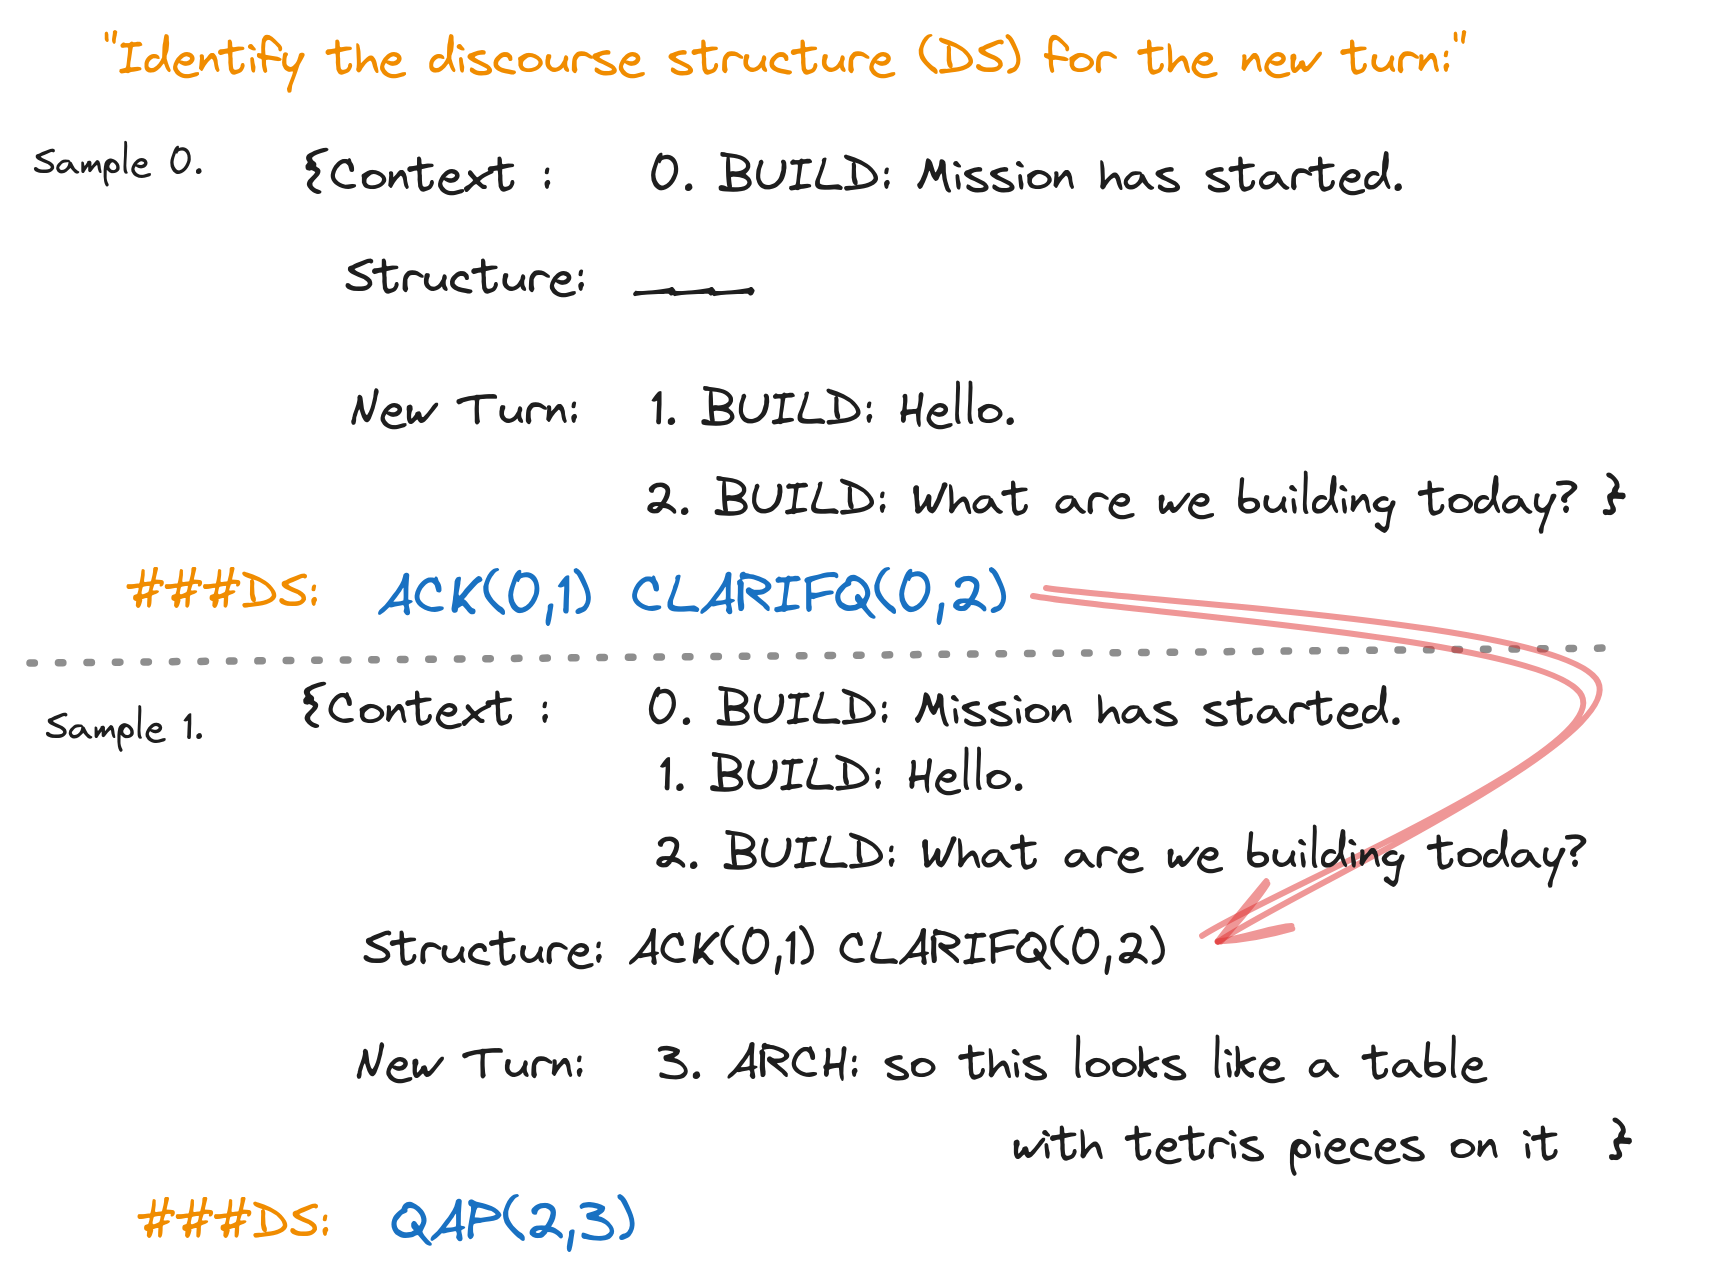 "Identify the discourse structure (DS) for the new turn:"
Sample 0. {Context : 0. BUILD: Mission has started.
Structure: ___
New Turn: 1. BUILD: Hello.
2. BUILD: What are we building today? }
###DS: ACK(0,1) CLARIFQ(0,2)
Sample 1. {Context : 0. BUILD: Mission has started.
1. BUILD: Hello.
2. BUILD: What are we building today?
Structure: ACK(0,1) CLARIFQ(0,2)
New Turn: 3. ARCH: so this looks like a table
with tetris pieces on it }
###DS: QAP(2,3)